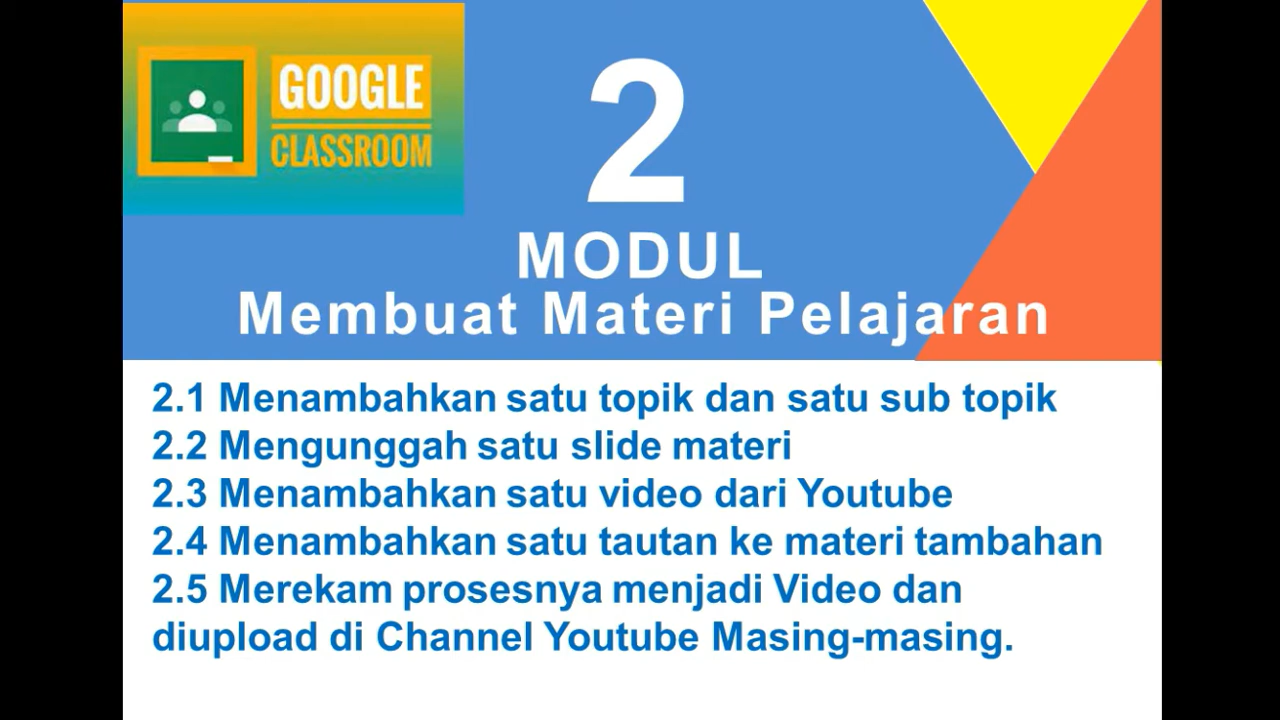 GOOGLE
CLASSROOM
2
MODUL
Membuat Materi Pelajaran
2.1 Menambahkan satu topik dan satu sub topik
2.2 Mengunggah satu slide materi
2.3 Menambahkan satu video dari Youtube
2.4 Menambahkan satu tautan ke materi tambahan
2.5 Merekam prosesnya menjadi Video dan
diupload di Channel Youtube Masing-masing.